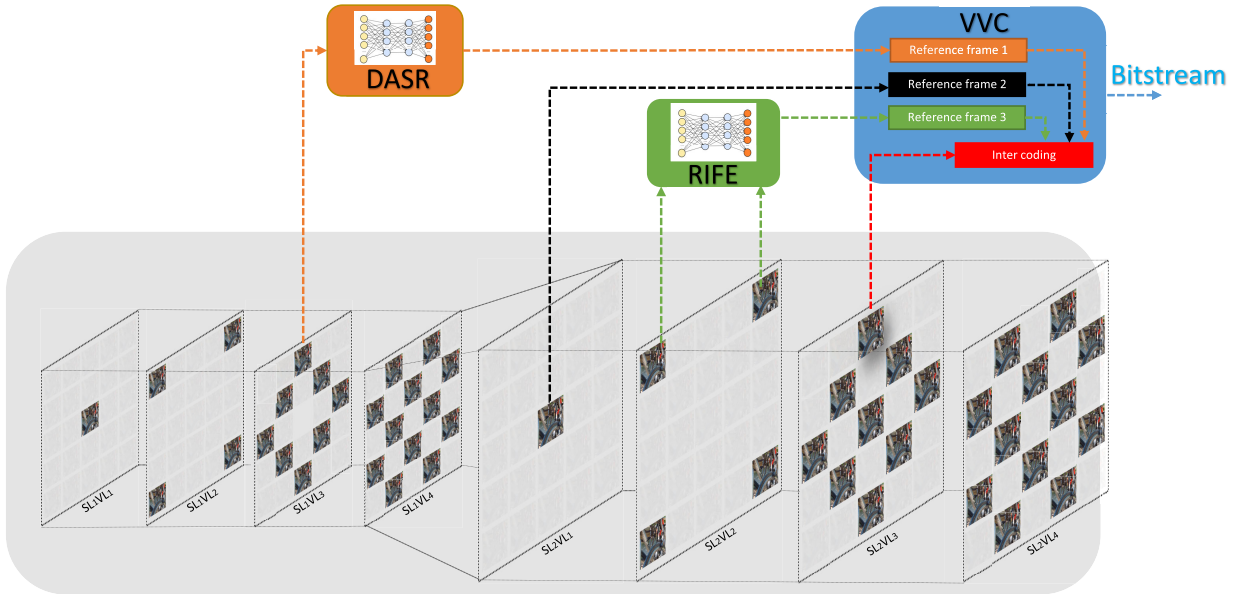 DASR
VVC
Reference frame 1
Reference frame 2
Reference frame 3
Inter coding
Bitstream
RIFE
SL1VL1
SL1VL2
SL1VL3
SL1VL4
SL2VL1
SL2VL2
SL2VL3
SL2VL4